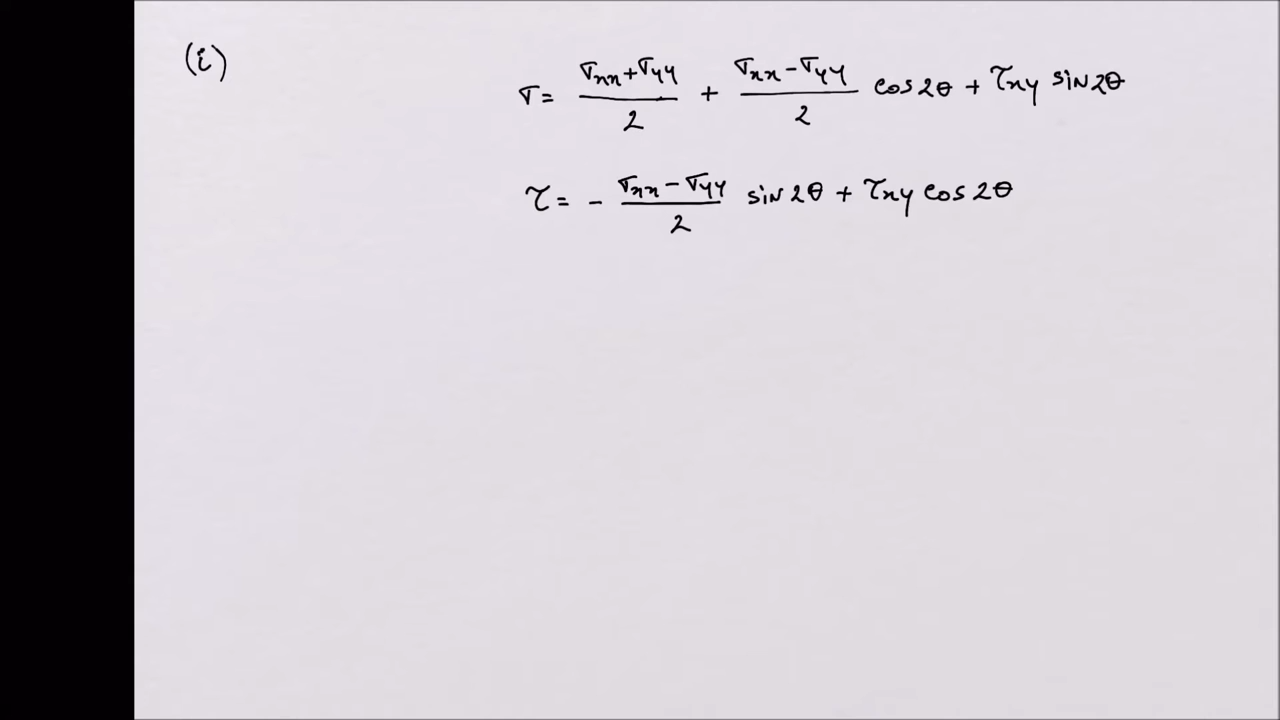 (i)
σ = (σxx + σyy)/2 + (σxx − σyy)/2 cos 2θ + τxy sin 2θ
τ = − (σxx − σyy)/2 sin 2θ + τxy cos 2θ